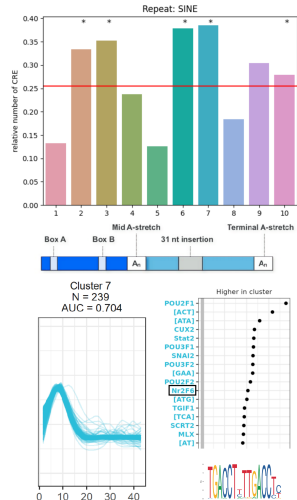 Repeat: SINE
* * * * *
relative number of CRE
0.40
0.35
0.30
0.25
0.20
0.15
0.10
0.05
0.00
1 2 3 4 5 6 7 8 9 10
Mid A-stretch Terminal A-stretch
Box A Box B 31 nt insertion
An An
Cluster 7
N = 239
AUC = 0.704
0 10 20 30 40
Higher in cluster
POU2F1
[ACT]
[ATA]
CUX2
Stat2
POU3F1
SNAI2
POU3F2
[GAA]
POU2F2
Nr2F6
[ATG]
TGIF1
[TCA]
SCRT2
MLX
[AT]